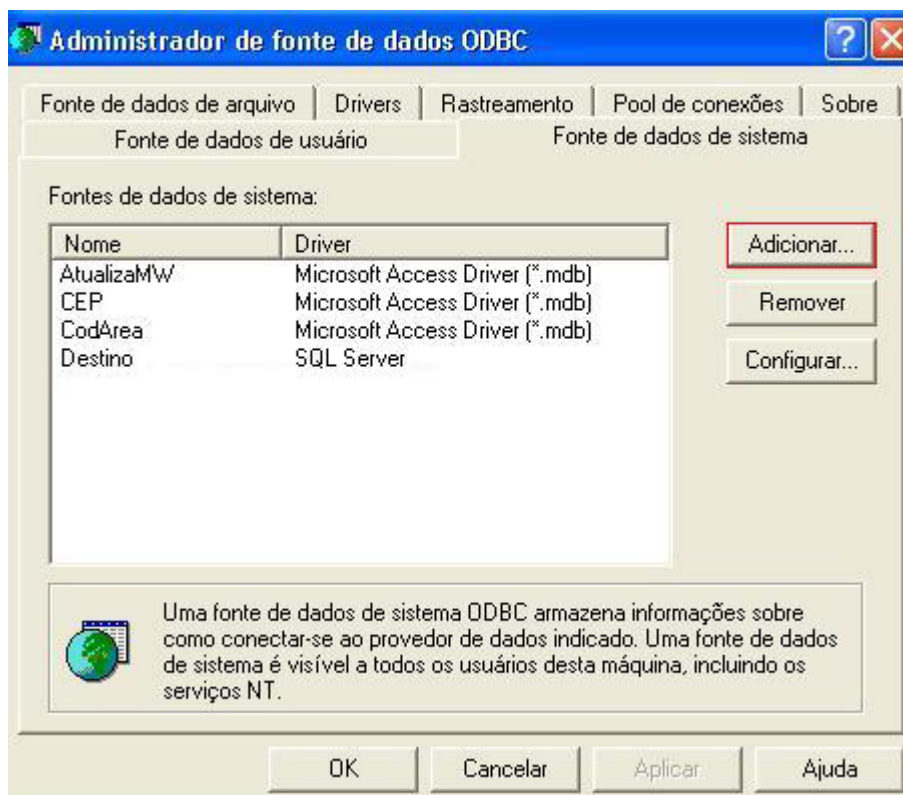 Administrador de fonte de dados ODBC
Fonte de dados de arquivo Drivers Rastreamento Pool de conexões Sobre
Fonte de dados de usuário Fonte de dados de sistema
Fontes de dados de sistema:
Nome Driver
AtualizaMW Microsoft Access Driver (*.mdb)
CEP Microsoft Access Driver (*.mdb)
CodArea Microsoft Access Driver (*.mdb)
Destino SQL Server
Adicionar...
Remover
Configurar...
Uma fonte de dados de sistema ODBC armazena informações sobre
como conectar-se ao provedor de dados indicado. Uma fonte de dados
de sistema é visível a todos os usuários desta máquina, incluindo os
serviços NT.
OK Cancelar Aplicar Ajuda